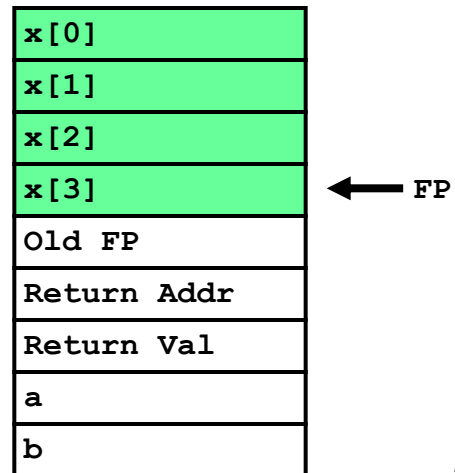 x[0]
x[1]
x[2]
x[3]
FP
Old FP
Return Addr
Return Val
a
b